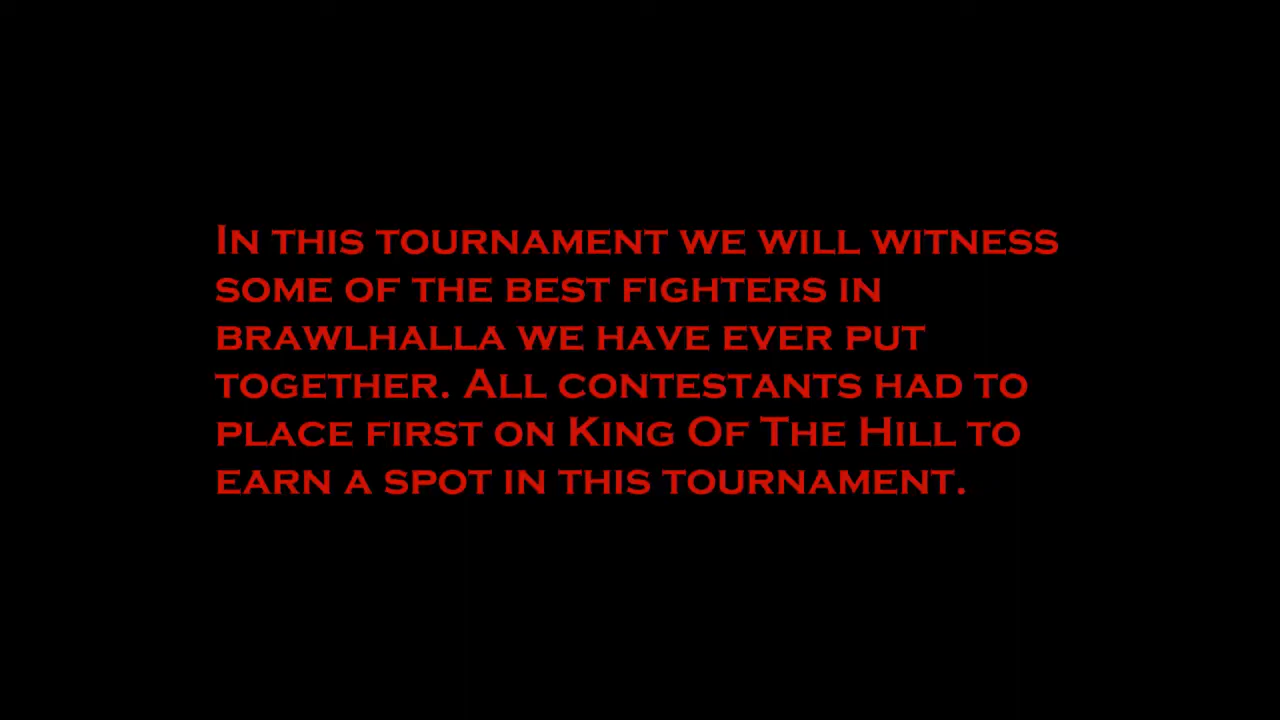 In this tournament we will witness
some of the best fighters in
brawlhalla we have ever put
together. All contestants had to
place first on King Of The Hill to
earn a spot in this tournament.